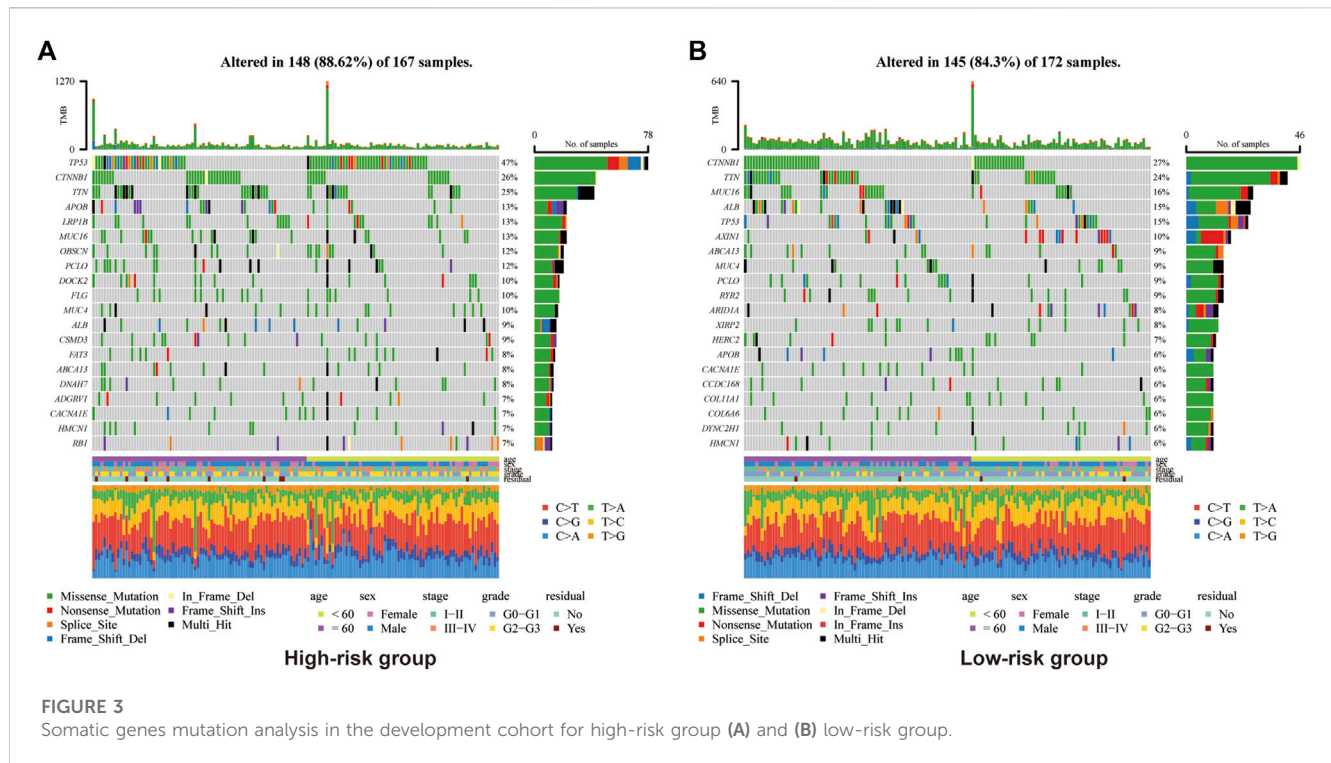 A
Altered in 148 (88.62%) of 167 samples.
1270
TMB
0
0 78
No. of samples
TP53 47%
CTNNB1 26%
TTN 25%
APOB 13%
LRP1B 13%
MUC16 13%
OBSCN 12%
PCLO 12%
DOCK2 10%
FLG 10%
MUC4 10%
ALB 9%
CSMD3 9%
FAT3 8%
ABCA13 8%
DNAH7 8%
ADGRV1 7%
CACNA1E 7%
HMCN1 7%
RB1 7%
age
sex
stage
grade
residual
C>T T>A
C>G T>C
C>A T>G
Missense_Mutation In_Frame_Del
Nonsense_Mutation Frame_Shift_Ins
Splice_Site Multi_Hit
Frame_Shift_Del
age sex stage grade residual
< 60 Female I−II G0−G1 No
= 60 Male III−IV G2−G3 Yes
High-risk group
B
Altered in 145 (84.3%) of 172 samples.
640
TMB
0
0 46
No. of samples
CTNNB1 27%
TTN 24%
MUC16 16%
ALB 15%
TP53 15%
AXIN1 10%
ABCA13 9%
MUC4 9%
PCLO 9%
RYR2 9%
ARID1A 8%
XIRP2 8%
HERC2 7%
APOB 6%
CACNA1E 6%
CCDC168 6%
COL11A1 6%
COL6A6 6%
DYNC2H1 6%
HMCN1 6%
age
sex
stage
grade
residual
C>T T>A
C>G T>C
C>A T>G
Frame_Shift_Del Frame_Shift_Ins
Missense_Mutation In_Frame_Del
Nonsense_Mutation In_Frame_Ins
Splice_Site Multi_Hit
age sex stage grade residual
< 60 Female I−II G0−G1 No
= 60 Male III−IV G2−G3 Yes
Low-risk group
FIGURE 3
Somatic genes mutation analysis in the development cohort for high-risk group (A) and (B) low-risk group.